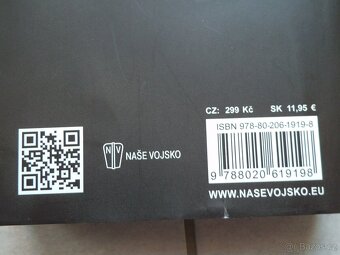 CZ: 299 Kč SK 11,95 €
ISBN 978-80-206-1919-8
N V NAŠE VOJSKO
9 788020 619198
WWW.NASEVOJSKO.EU